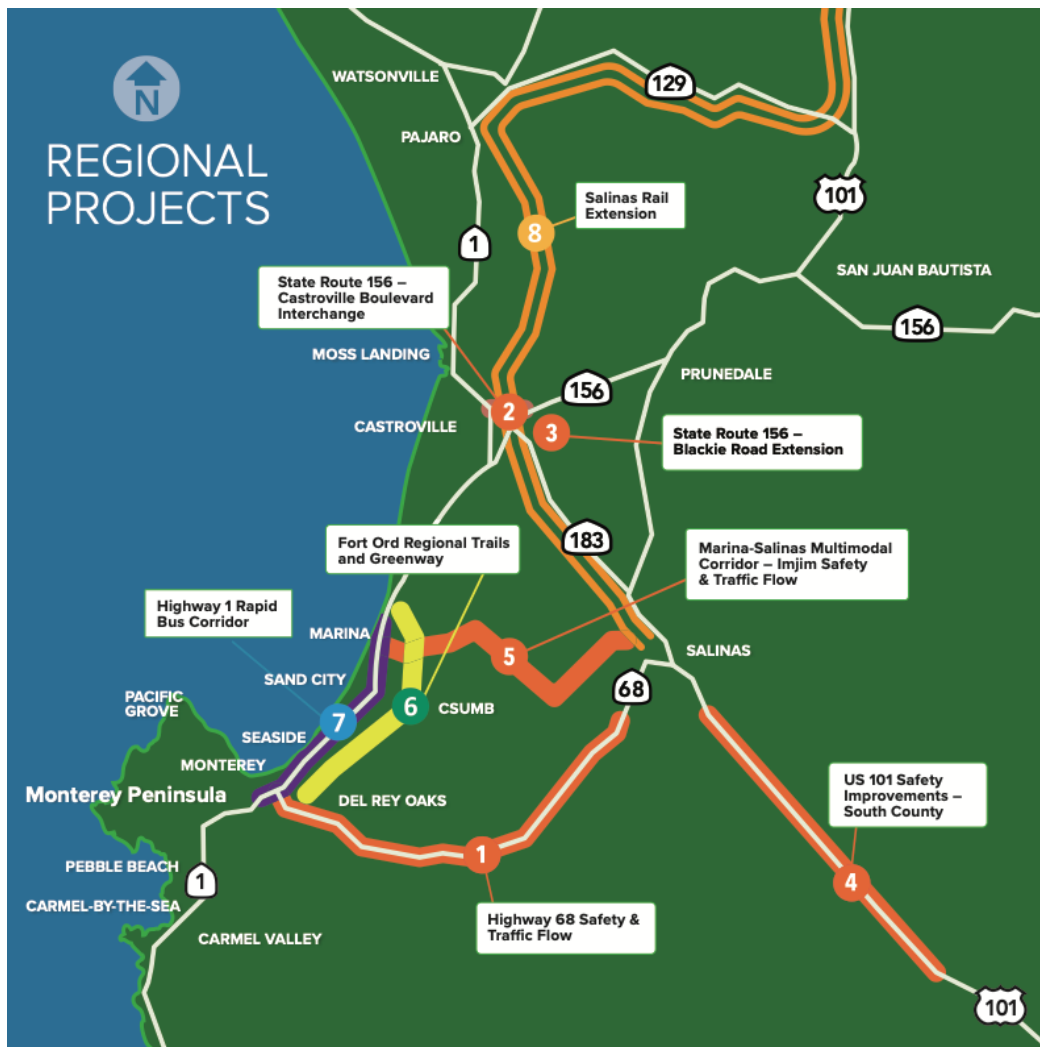 N
REGIONAL
PROJECTS
WATSONVILLE
129
PAJARO
101
Salinas Rail
Extension
8
1
SAN JUAN BAUTISTA
State Route 156 –
Castroville Boulevard
Interchange
156
MOSS LANDING
PRUNEDALE
156
2
CASTROVILLE
3
State Route 156 –
Blackie Road Extension
183
Fort Ord Regional Trails
and Greenway
Marina-Salinas Multimodal
Corridor – Imjim Safety
& Traffic Flow
Highway 1 Rapid
Bus Corridor
MARINA
5
SALINAS
SAND CITY
68
PACIFIC
GROVE
6
CSUMB
7
SEASIDE
MONTEREY
Monterey Peninsula
DEL REY OAKS
US 101 Safety
Improvements –
South County
1
PEBBLE BEACH
1
4
CARMEL-BY-THE-SEA
Highway 68 Safety &
Traffic Flow
CARMEL VALLEY
101